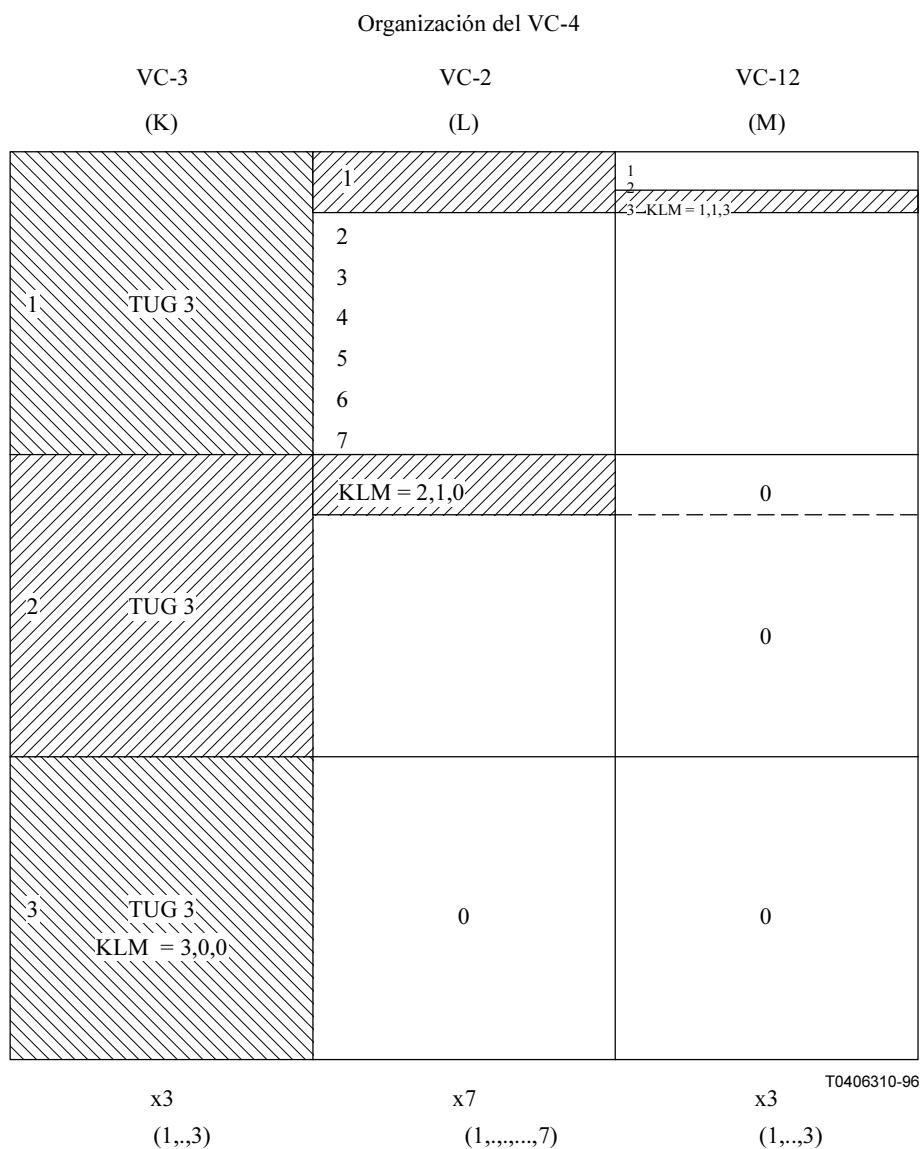 Organización del VC-4
VC-3 VC-2 VC-12
(K) (L) (M)
1 TUG 3
1
2
3
4
5
6
7
1
2
3 KLM = 1,1,3
2 TUG 3
KLM = 2,1,0
0
0
3 TUG 3
KLM = 3,0,0
0
0
T0406310-96
x3 x7 x3
(1,.,3) (1,.,.,...,7) (1,..,3)